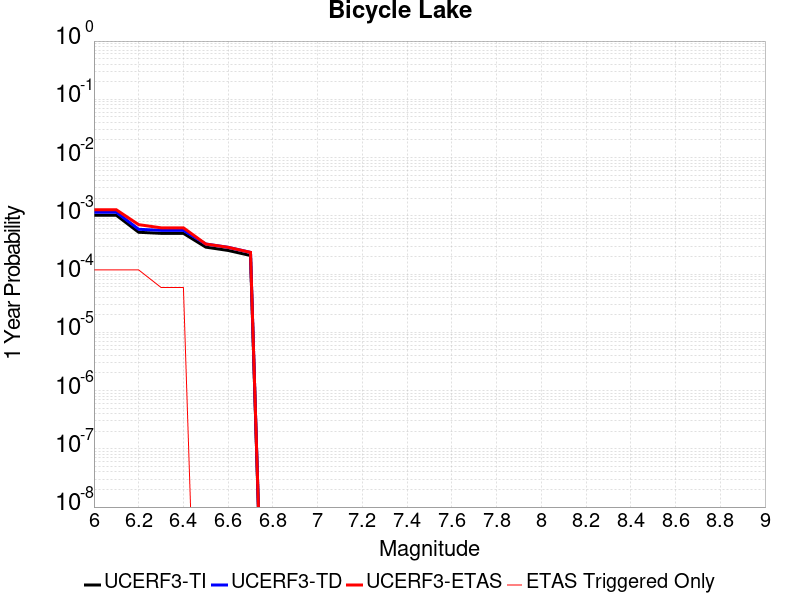 Bicycle Lake
10^0
10^-1
10^-2
10^-3
10^-4
10^-5
10^-6
10^-7
10^-8
1 Year Probability
6 6.2 6.4 6.6 6.8 7 7.2 7.4 7.6 7.8 8 8.2 8.4 8.6 8.8 9
Magnitude
UCERF3-TI UCERF3-TD UCERF3-ETAS ETAS Triggered Only